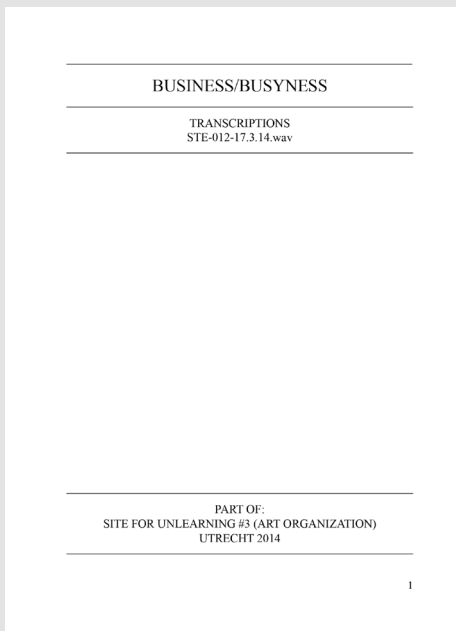 BUSINESS/BUSYNESS
TRANSCRIPTIONS
STE-012-17.3.14.wav
PART OF:
SITE FOR UNLEARNING #3 (ART ORGANIZATION)
UTRECHT 2014
1